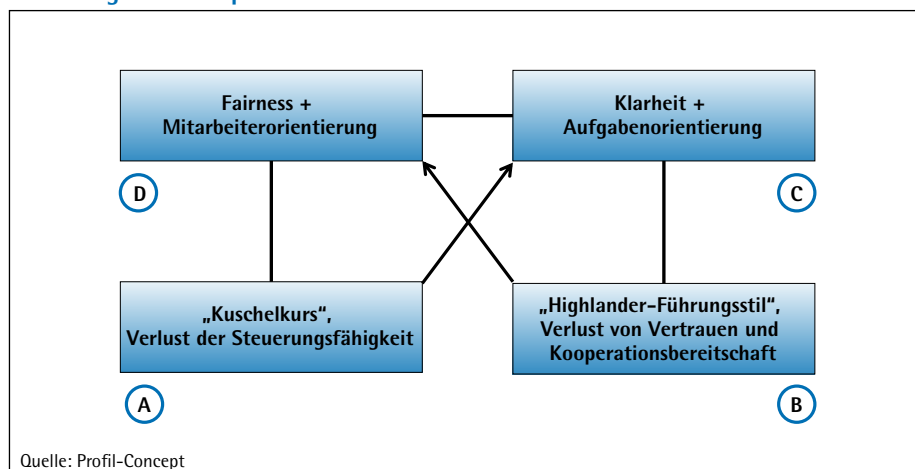 Fairness +
Mitarbeiterorientierung
Klarheit +
Aufgabenorientierung
D
C
„Kuschelkurs“,
Verlust der Steuerungsfähigkeit
„Highlander-Führungsstil“,
Verlust von Vertrauen und
Kooperationsbereitschaft
A
B
Quelle: Profil-Concept